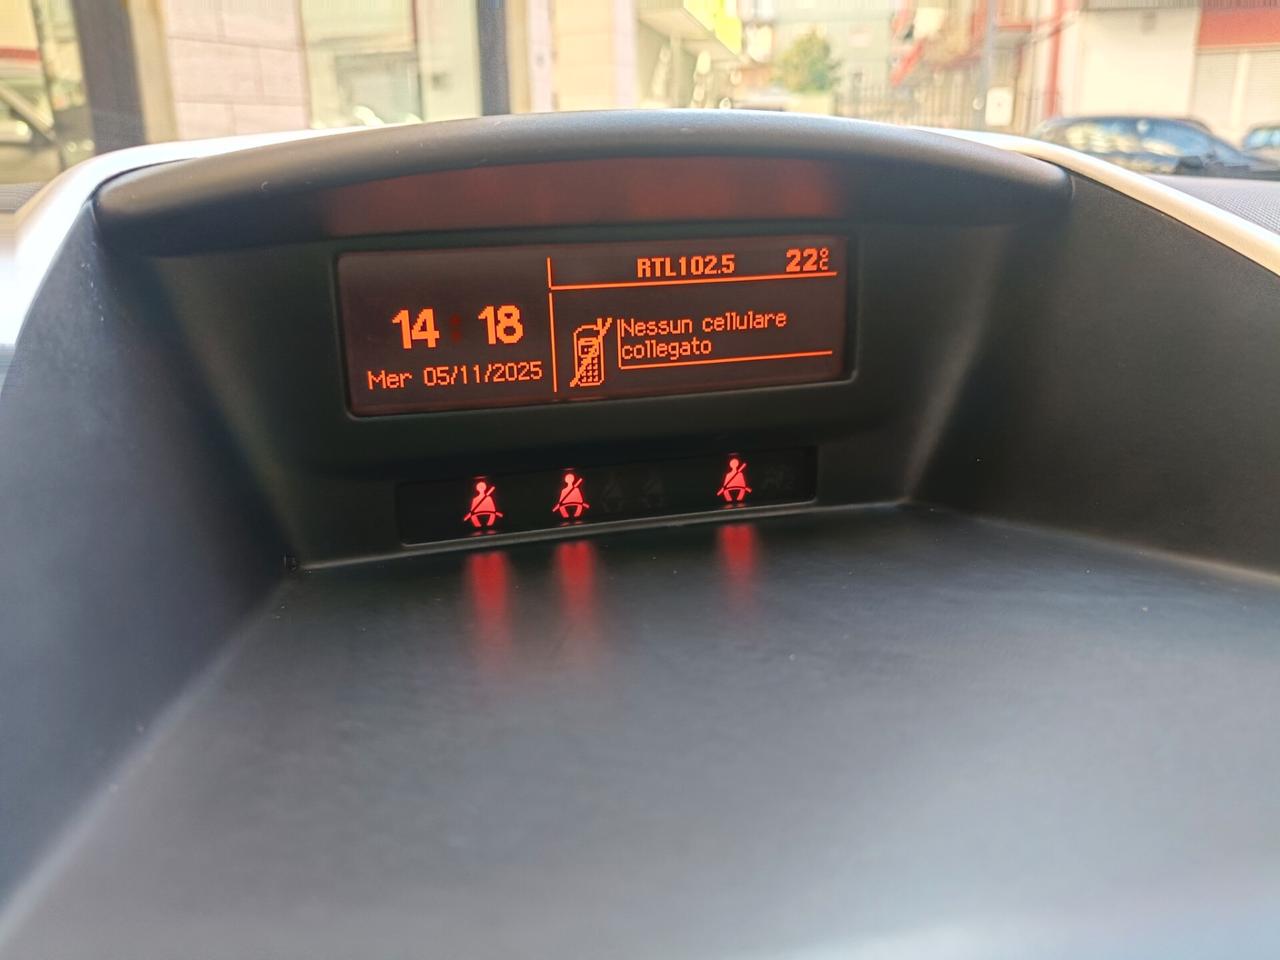 RTL102.5 22°C
14:18
Nessun cellulare
collegato
Mer 05/11/2025